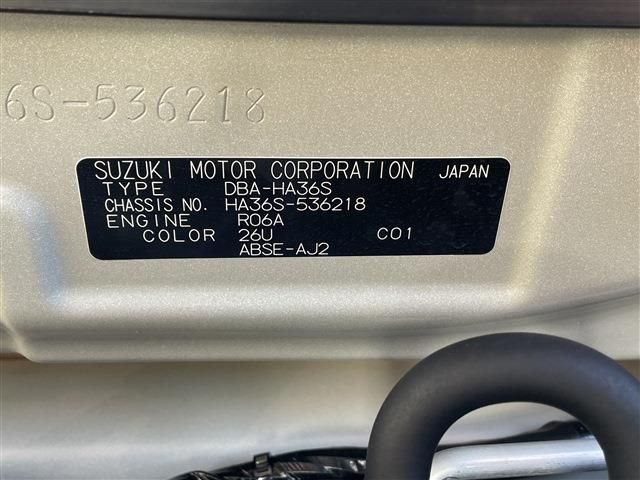 6S-536218
SUZUKI MOTOR CORPORATION JAPAN
TYPE DBA-HA36S
CHASSIS NO. HA36S-536218
ENGINE R06A
COLOR 26U C01
ABSE-AJ2